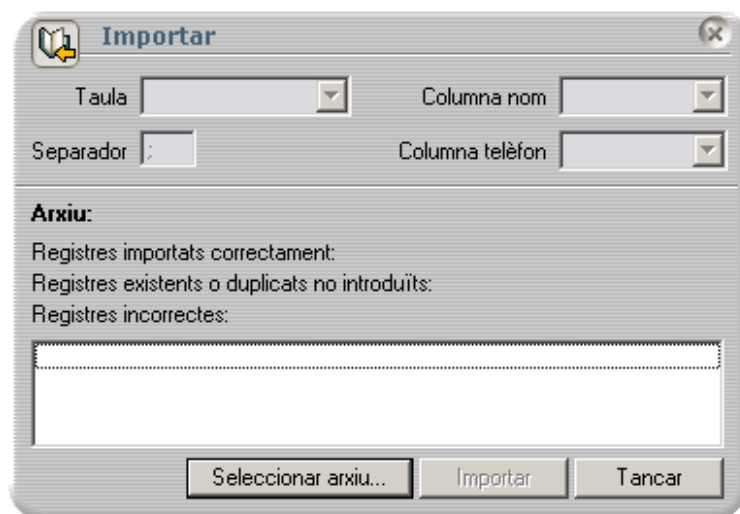 Importar
Taula Columna nom
Separador ; Columna telèfon
Arxiu:
Registres importats correctament:
Registres existents o duplicats no introduïts:
Registres incorrectes:
Seleccionar arxiu... Importar Tancar